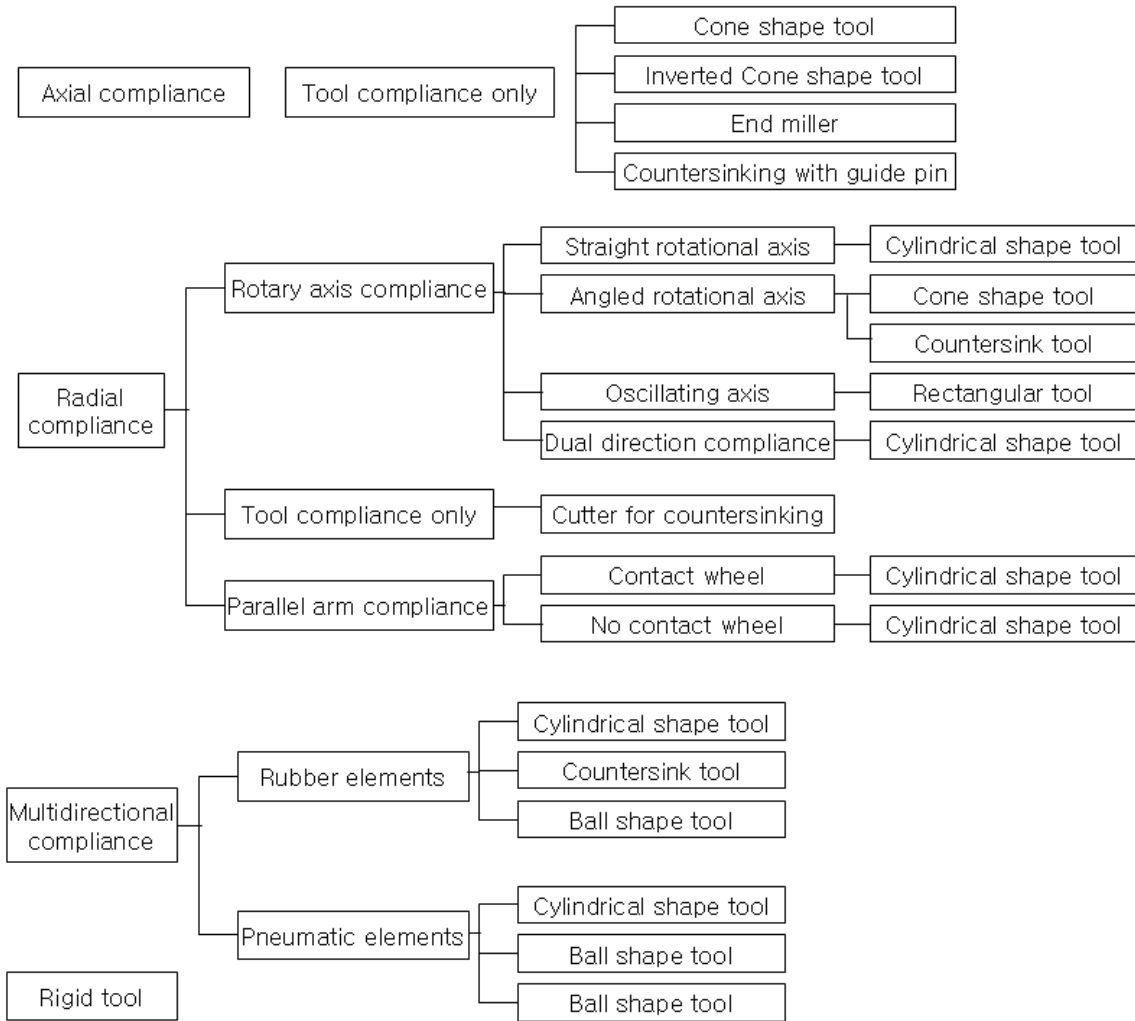 Cone shape tool
Axial compliance
Tool compliance only
Inverted Cone shape tool
End miller
Countersinking with guide pin
Straight rotational axis
Cylindrical shape tool
Rotary axis compliance
Angled rotational axis
Cone shape tool
Countersink tool
Radial
compliance
Oscillating axis
Rectangular tool
Dual direction compliance
Cylindrical shape tool
Tool compliance only
Cutter for countersinking
Parallel arm compliance
Contact wheel
Cylindrical shape tool
No contact wheel
Cylindrical shape tool
Multidirectional
compliance
Rubber elements
Cylindrical shape tool
Countersink tool
Ball shape tool
Pneumatic elements
Cylindrical shape tool
Ball shape tool
Ball shape tool
Rigid tool